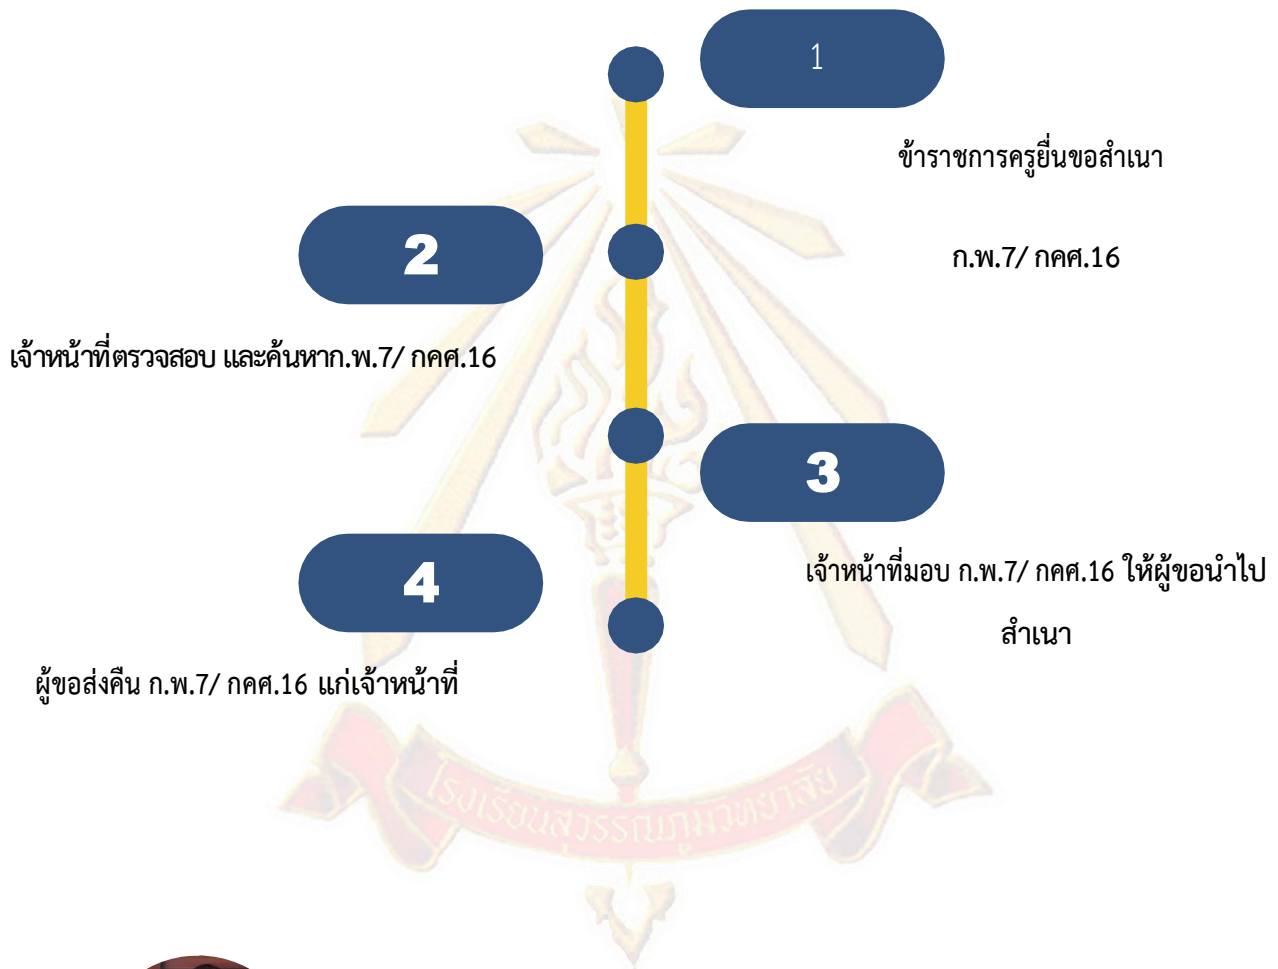 1
ข้าราชการครูยื่นขอสำเนา
ก.พ.7/ กคศ.16
2
เจ้าหน้าที่ตรวจสอบ และค้นหาก.พ.7/ กคศ.16
3
เจ้าหน้าที่มอบ ก.พ.7/ กคศ.16 ให้ผู้ขอนำไป
สำเนา
4
ผู้ขอส่งคืน ก.พ.7/ กคศ.16 แก่เจ้าหน้าที่
โรงเรียนสุวรรณภูมิวิทยาลัย